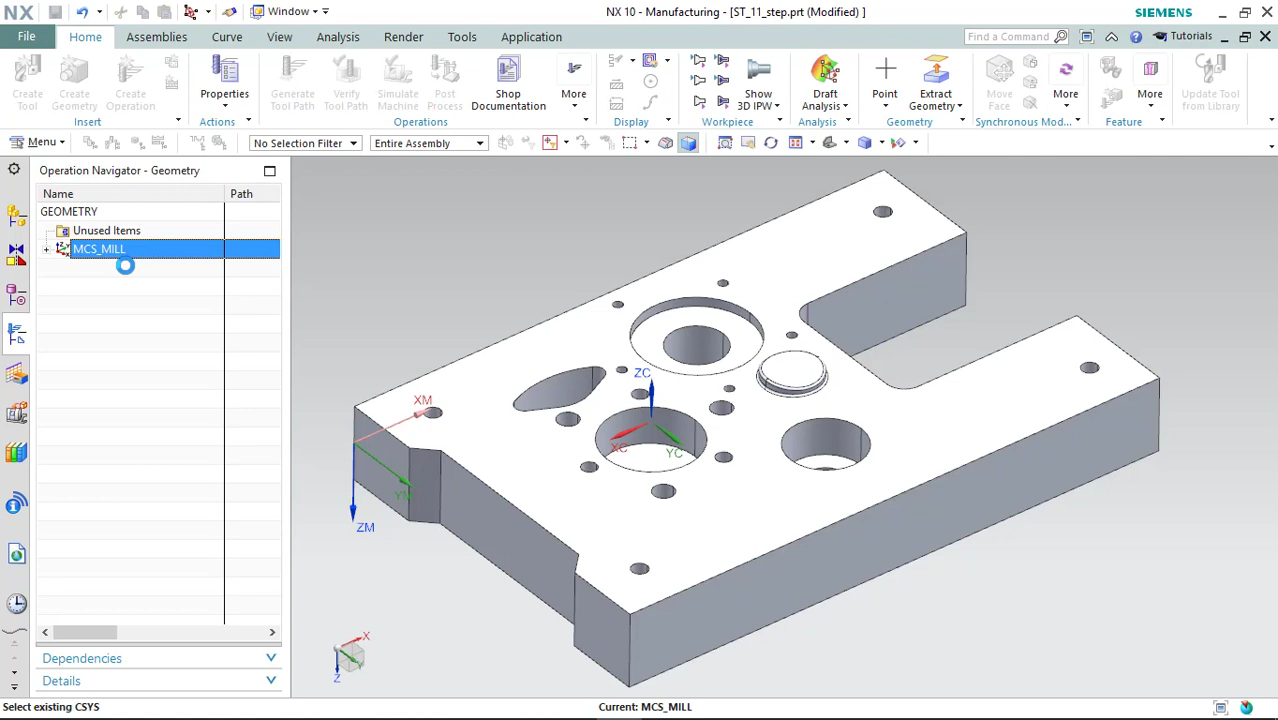 NX Window NX 10 - Manufacturing - [ST_11_step.prt (Modified) ] SIEMENS
File Home Assemblies Curve View Analysis Render Tools Application Find a Command Tutorials
Create Tool Create Geometry Create Operation Properties Generate Tool Path Verify Tool Path Simulate Machine Post Process Shop Documentation More Show 3D IPW Draft Analysis Point Extract Geometry Move Face More More Update Tool from Library
Insert Actions Operations Display Workpiece Analysis Geometry Synchronous Mod... Feature
Menu No Selection Filter Entire Assembly
Operation Navigator - Geometry
Name Path
GEOMETRY
Unused Items
MCS_MILL
ZC
XM
XC YC
YM
ZM
X
Y
Z
Dependencies
Details
Select existing CSYS Current: MCS_MILL